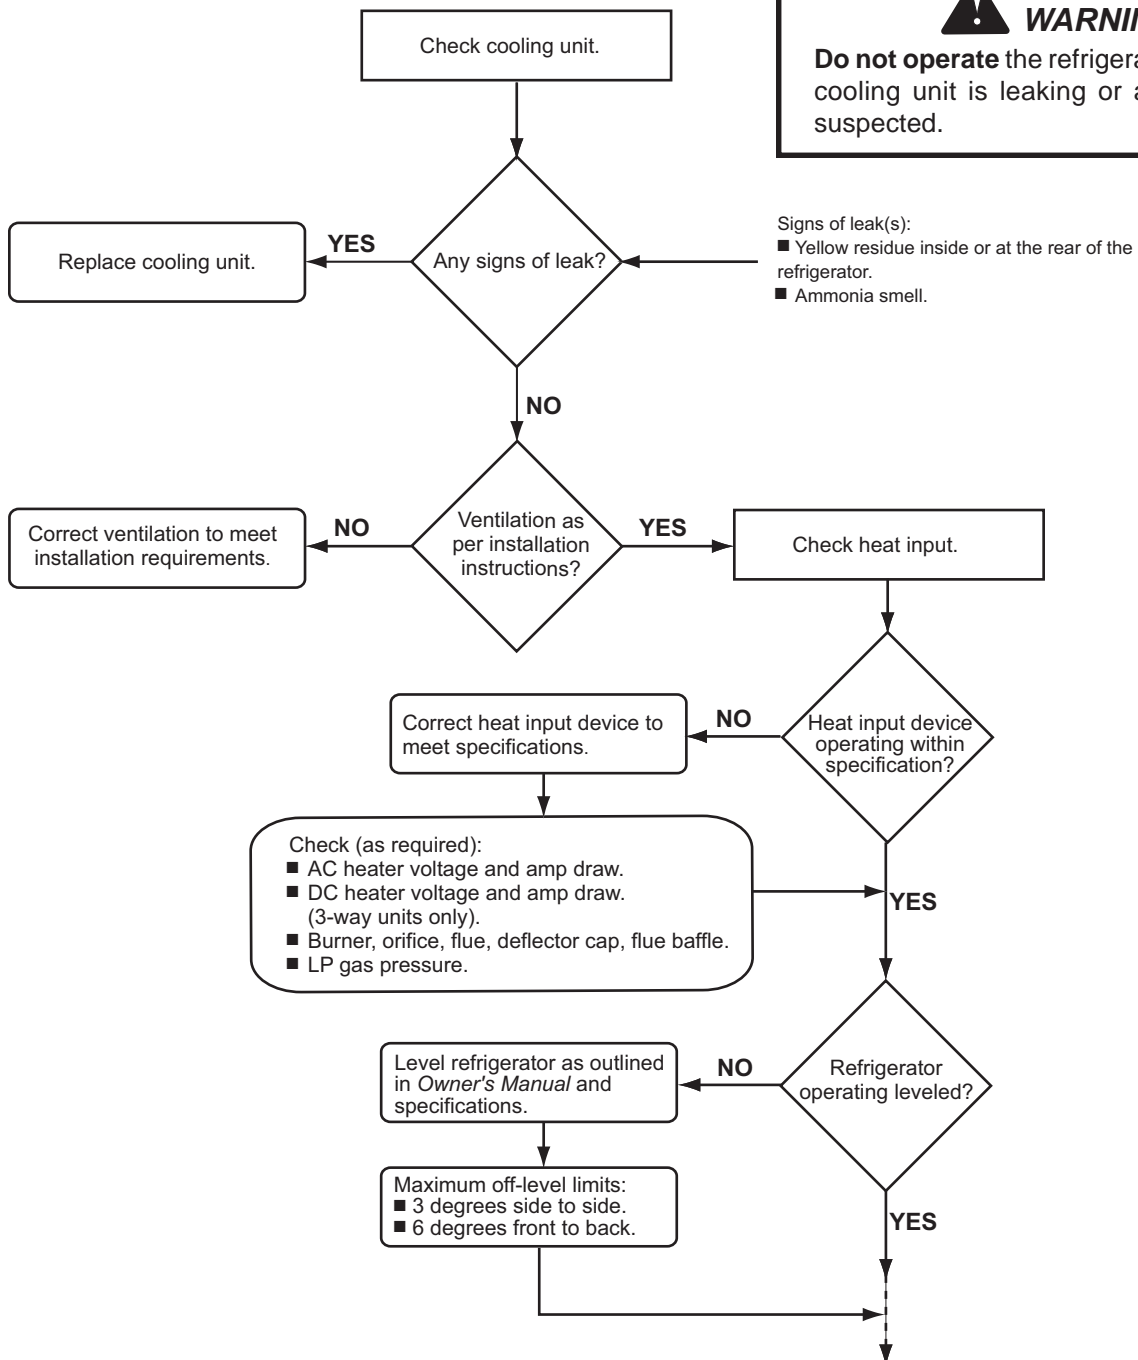 Check cooling unit.
WARNI
Do not operate the refrigera
cooling unit is leaking or a
suspected.
Signs of leak(s):
■ Yellow residue inside or at the rear of the
refrigerator.
■ Ammonia smell.
Any signs of leak?
YES
Replace cooling unit.
NO
Ventilation as
per installation
instructions?
NO
Correct ventilation to meet
installation requirements.
YES
Check heat input.
Heat input device
operating within
specification?
NO
Correct heat input device to
meet specifications.
Check (as required):
■ AC heater voltage and amp draw.
■ DC heater voltage and amp draw.
(3-way units only).
■ Burner, orifice, flue, deflector cap, flue baffle.
■ LP gas pressure.
YES
Refrigerator
operating leveled?
NO
Level refrigerator as outlined
in Owner's Manual and
specifications.
Maximum off-level limits:
■ 3 degrees side to side.
■ 6 degrees front to back.
YES